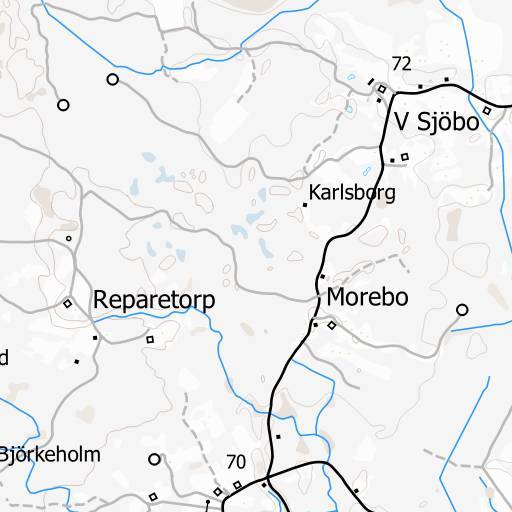 72
V Sjöbo
Karlsborg
Reparetorp
Morebo
d
Björkeholm
70